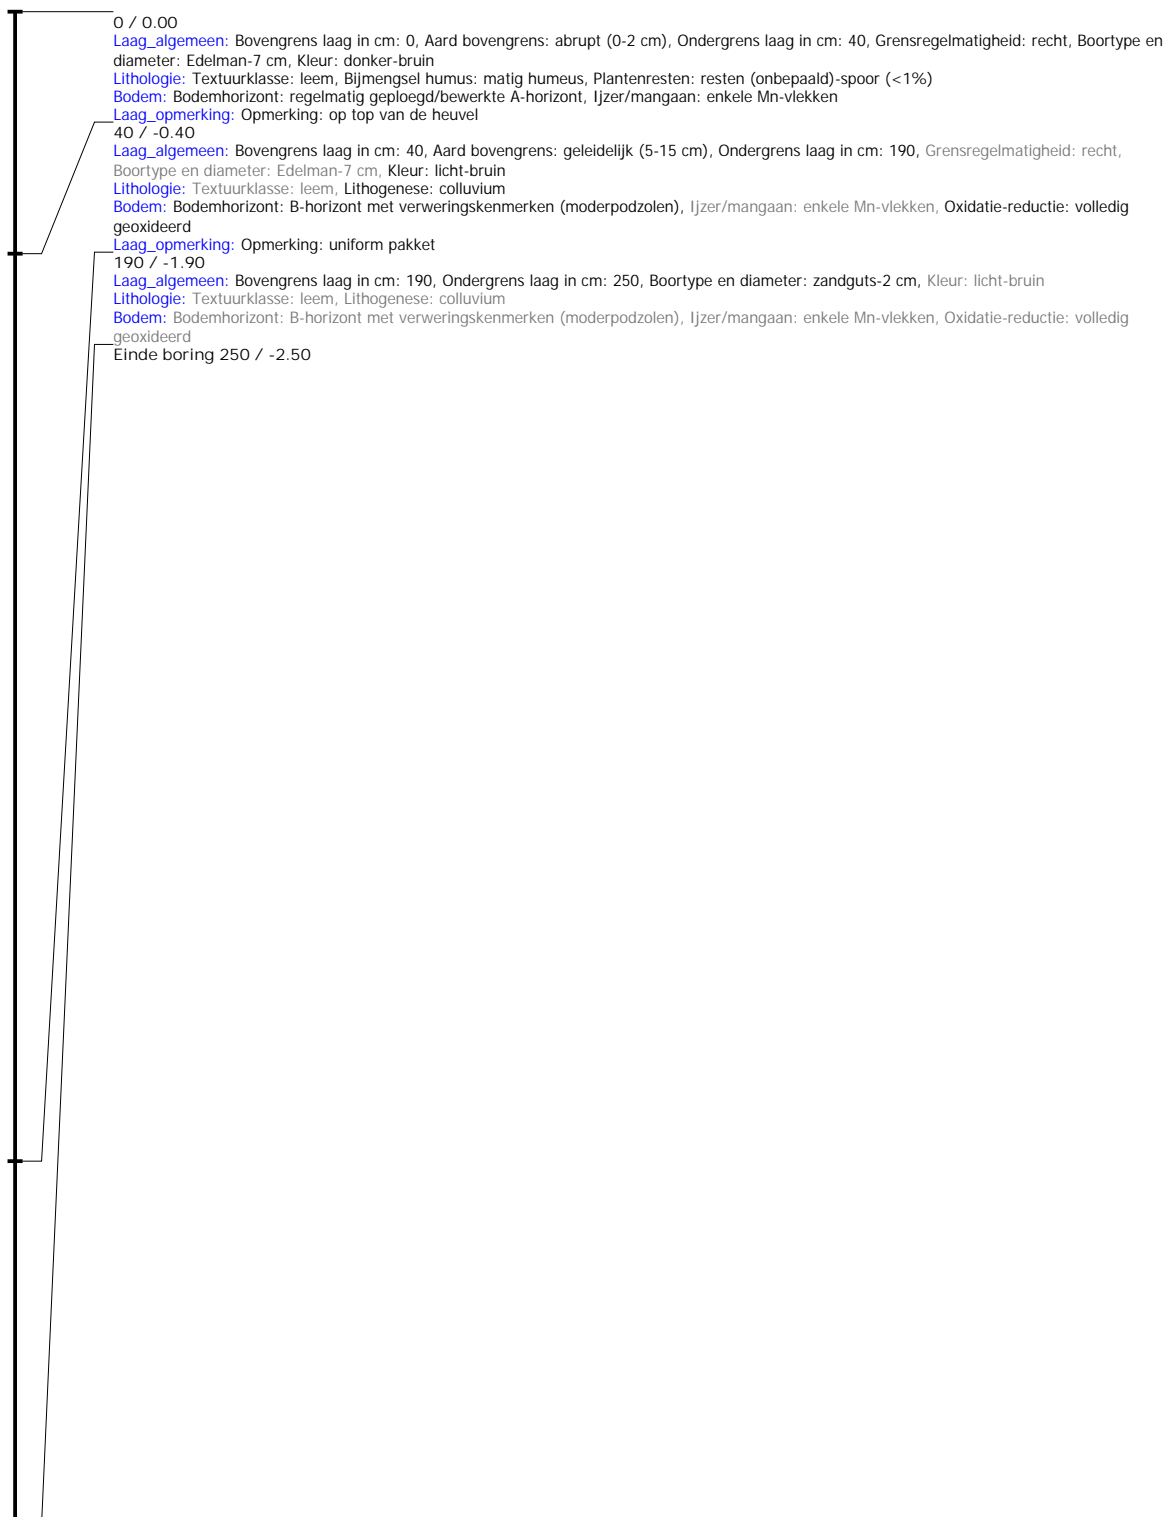 0 / 0.00
Laag_algemeen: Bovengrens laag in cm: 0, Aard bovengrens: abrupt (0-2 cm), Ondergrens laag in cm: 40, Grensregelmatigheid: recht, Boortype en
diameter: Edelman-7 cm, Kleur: donker-bruin
Lithologie: Textuurklasse: leem, Bijmengsel humus: matig humeus, Plantenresten: resten (onbepaald)-spoor (<1%)
Bodem: Bodemhorizont: regelmatig geploegd/bewerkte A-horizont, Ijzer/mangaan: enkele Mn-vlekken
Laag_opmerking: Opmerking: op top van de heuvel
40 / -0.40
Laag_algemeen: Bovengrens laag in cm: 40, Aard bovengrens: geleidelijk (5-15 cm), Ondergrens laag in cm: 190, Grensregelmatigheid: recht,
Boortype en diameter: Edelman-7 cm, Kleur: licht-bruin
Lithologie: Textuurklasse: leem, Lithogenese: colluvium
Bodem: Bodemhorizont: B-horizont met verweringskenmerken (moderpodzolen), Ijzer/mangaan: enkele Mn-vlekken, Oxidatie-reductie: volledig
geoxideerd
Laag_opmerking: Opmerking: uniform pakket
190 / -1.90
Laag_algemeen: Bovengrens laag in cm: 190, Ondergrens laag in cm: 250, Boortype en diameter: zandguts-2 cm, Kleur: licht-bruin
Lithologie: Textuurklasse: leem, Lithogenese: colluvium
Bodem: Bodemhorizont: B-horizont met verweringskenmerken (moderpodzolen), Ijzer/mangaan: enkele Mn-vlekken, Oxidatie-reductie: volledig
geoxideerd
Einde boring 250 / -2.50